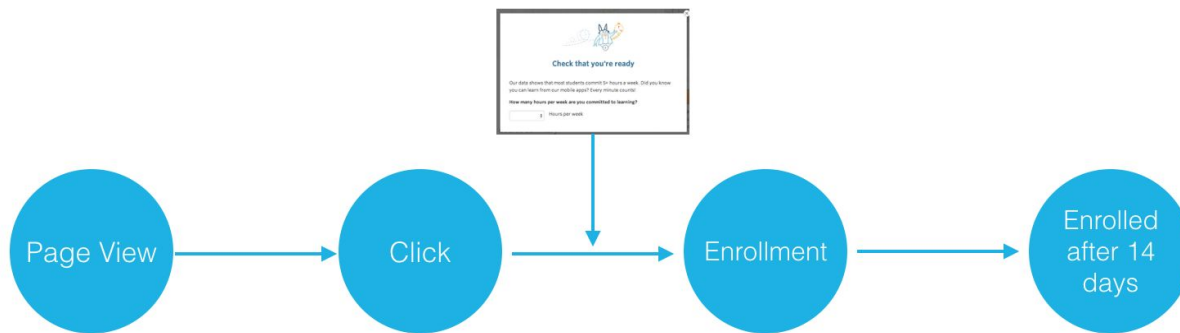 Check that you're ready
Our data shows that most students commit 5+ hours a week. Did you know
you can learn from our mobile apps? Every minute counts!
How many hours per week are you committed to learning?
Hours per week
Page View
Click
Enrollment
Enrolled
after 14
days